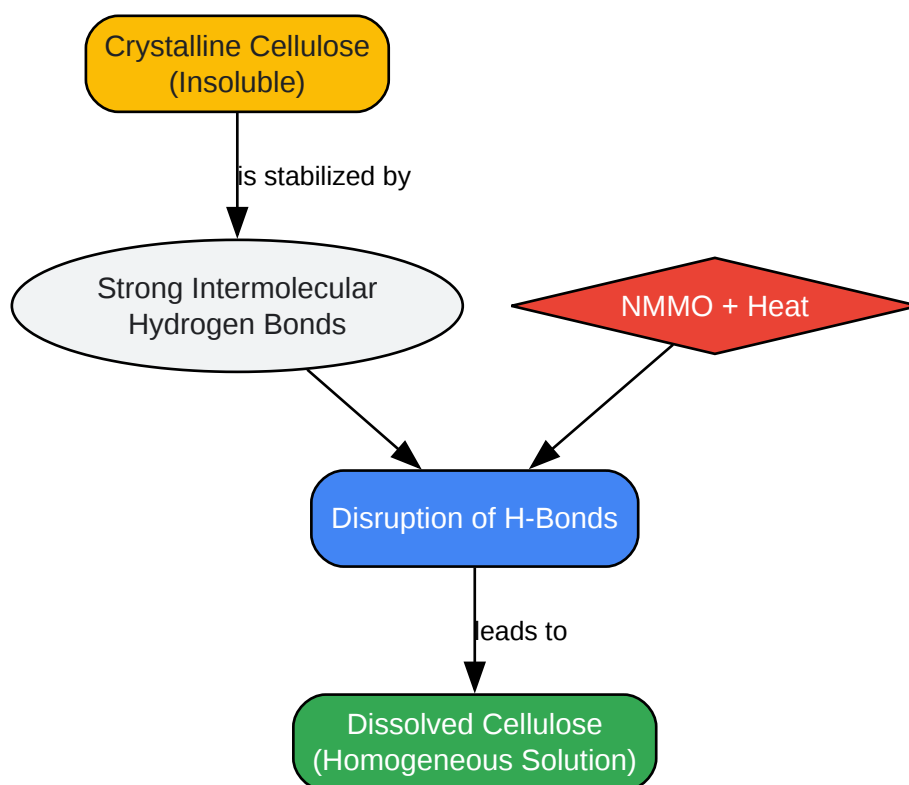 Crystalline Cellulose
(Insoluble)
is stabilized by
Strong Intermolecular
Hydrogen Bonds
NMMO + Heat
Disruption of H-Bonds
leads to
Dissolved Cellulose
(Homogeneous Solution)